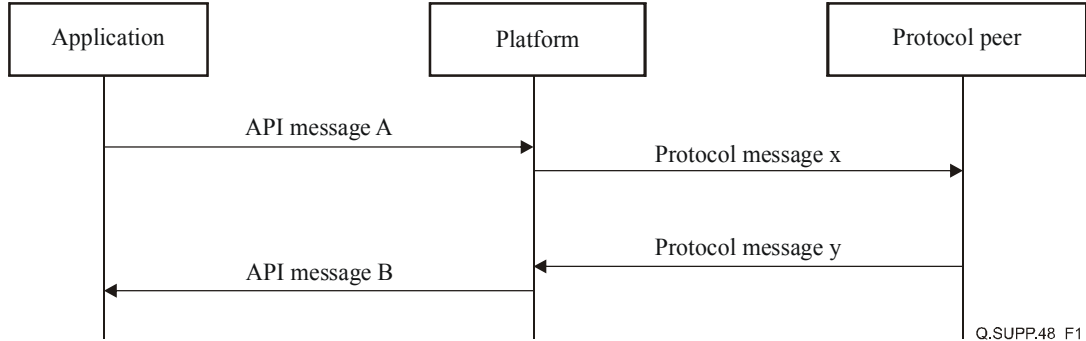 Application
Platform
Protocol peer
API message A
Protocol message x
Protocol message y
API message B
Q.SUPP.48_F1